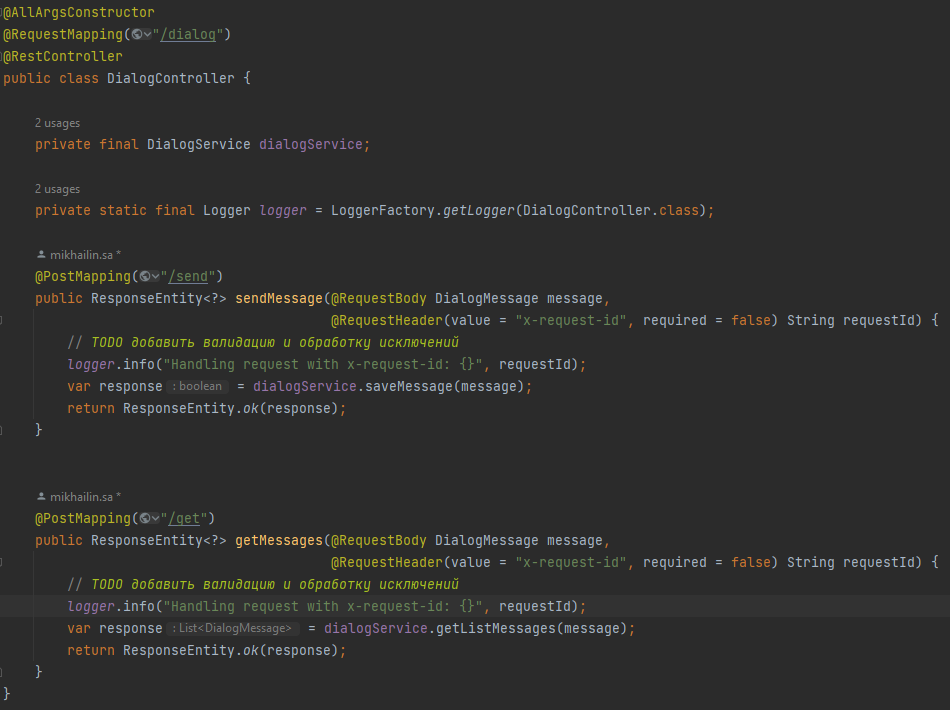 @AllArgsConstructor
@RequestMapping("/dialog")
@RestController
public class DialogController {
2 usages
private final DialogService dialogService;
2 usages
private static final Logger logger = LoggerFactory.getLogger(DialogController.class);
mikhailin.sa *
@PostMapping("/send")
public ResponseEntity<?> sendMessage(@RequestBody DialogMessage message,
@RequestHeader(value = "x-request-id", required = false) String requestId) {
// TODO добавить валидацию и обработку исключений
logger.info("Handling request with x-request-id: {}", requestId);
var response : boolean = dialogService.saveMessage(message);
return ResponseEntity.ok(response);
}
mikhailin.sa *
@PostMapping("/get")
public ResponseEntity<?> getMessages(@RequestBody DialogMessage message,
@RequestHeader(value = "x-request-id", required = false) String requestId) {
// TODO добавить валидацию и обработку исключений
logger.info("Handling request with x-request-id: {}", requestId);
var response : List<DialogMessage> = dialogService.getListMessages(message);
return ResponseEntity.ok(response);
}
}